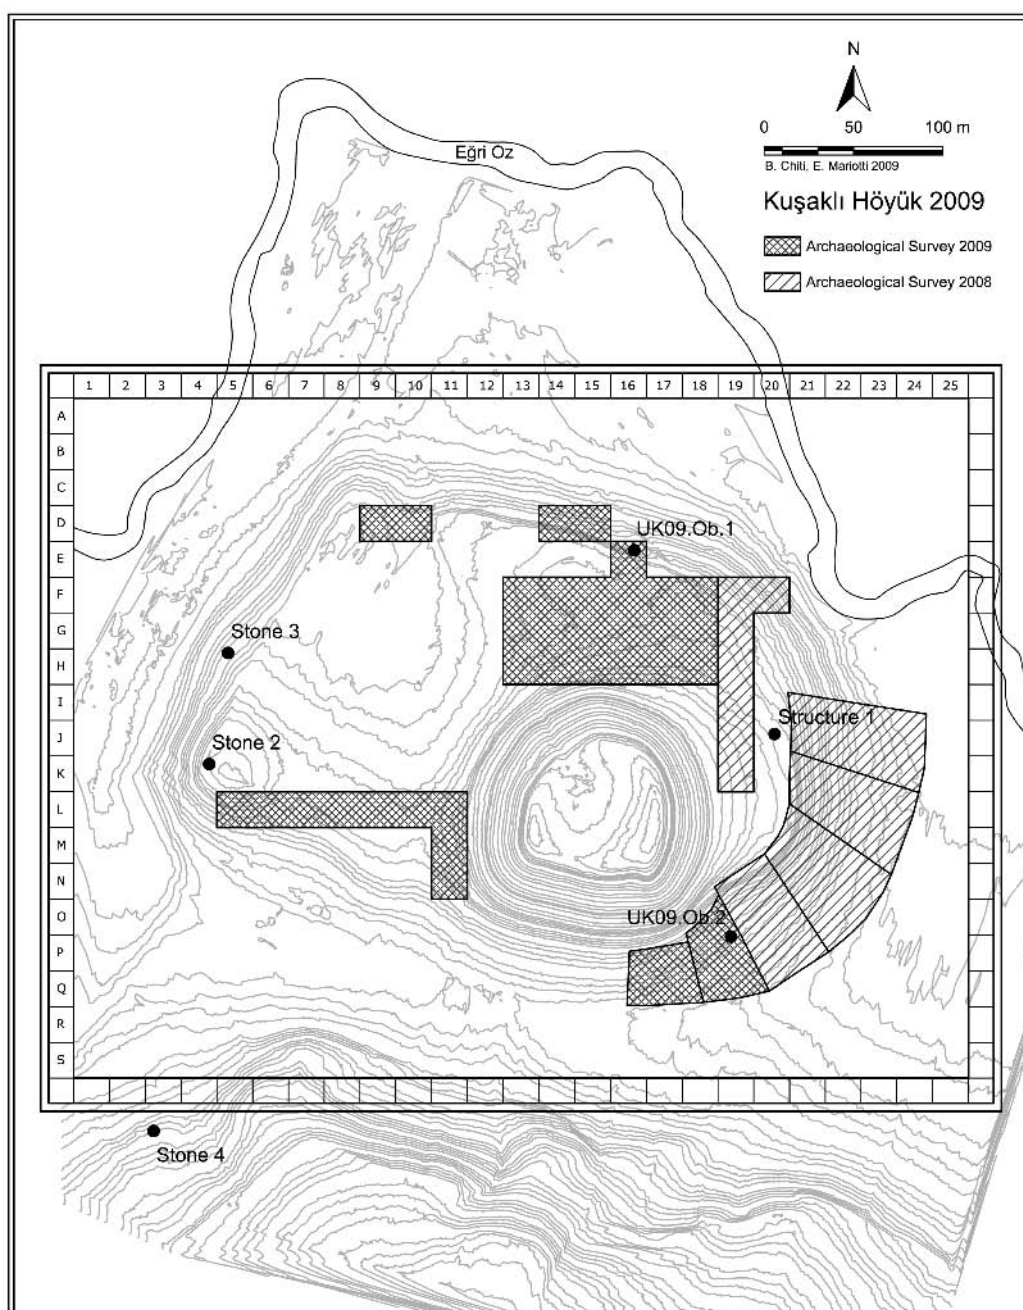 N
0 50 100 m
B. Chiti, E. Mariotti 2009
Eğri Oz
Kuşaklı Höyük 2009
Archaeological Survey 2009
Archaeological Survey 2008
1 2 3 4 5 6 7 8 9 10 11 12 13 14 15 16 17 18 19 20 21 22 23 24 25
A
B
C
D
UK09.Ob.1
E
F
G
Stone 3
H
I
Structure 1
J
Stone 2
K
L
M
N
O
UK09.Ob.2
P
Q
R
S
Stone 4